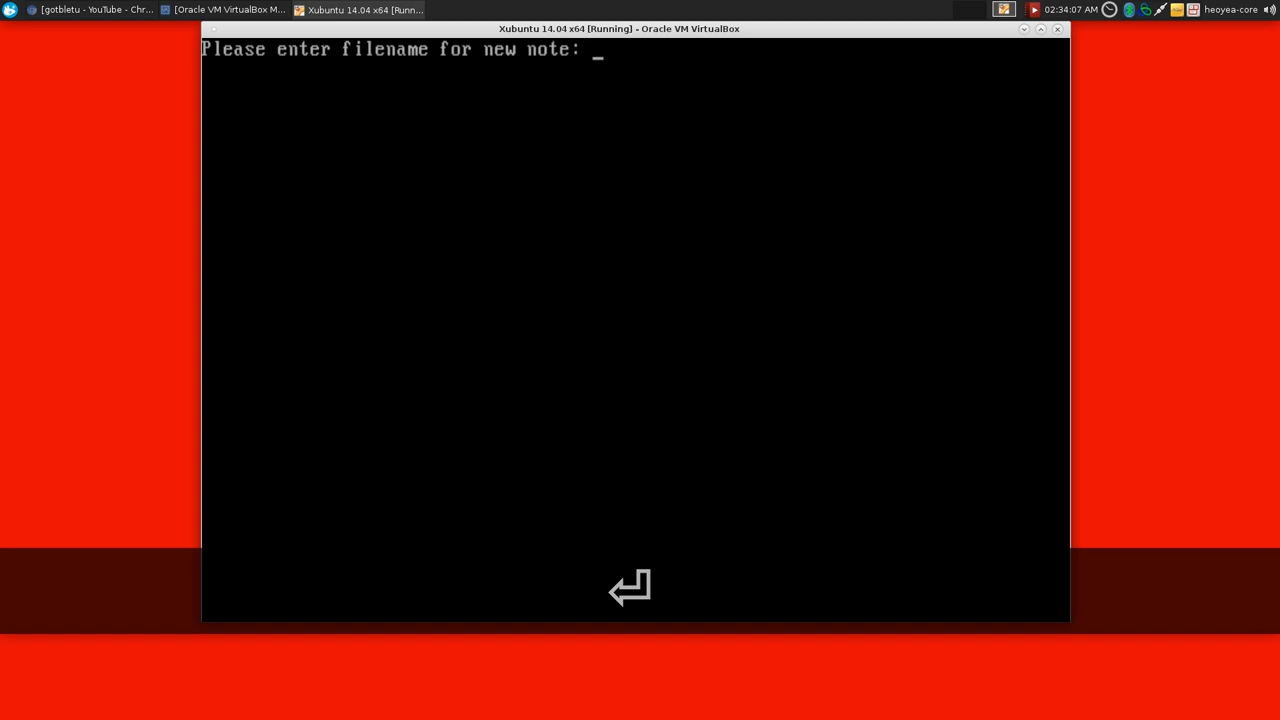 [gotbletu - YouTube - Chr...
[Oracle VM VirtualBox M...
Xubuntu 14.04 x64 [Runn...
02:34:07 AM
heoyea-core
Xubuntu 14.04 x64 [Running] - Oracle VM VirtualBox
Please enter filename for new note: _